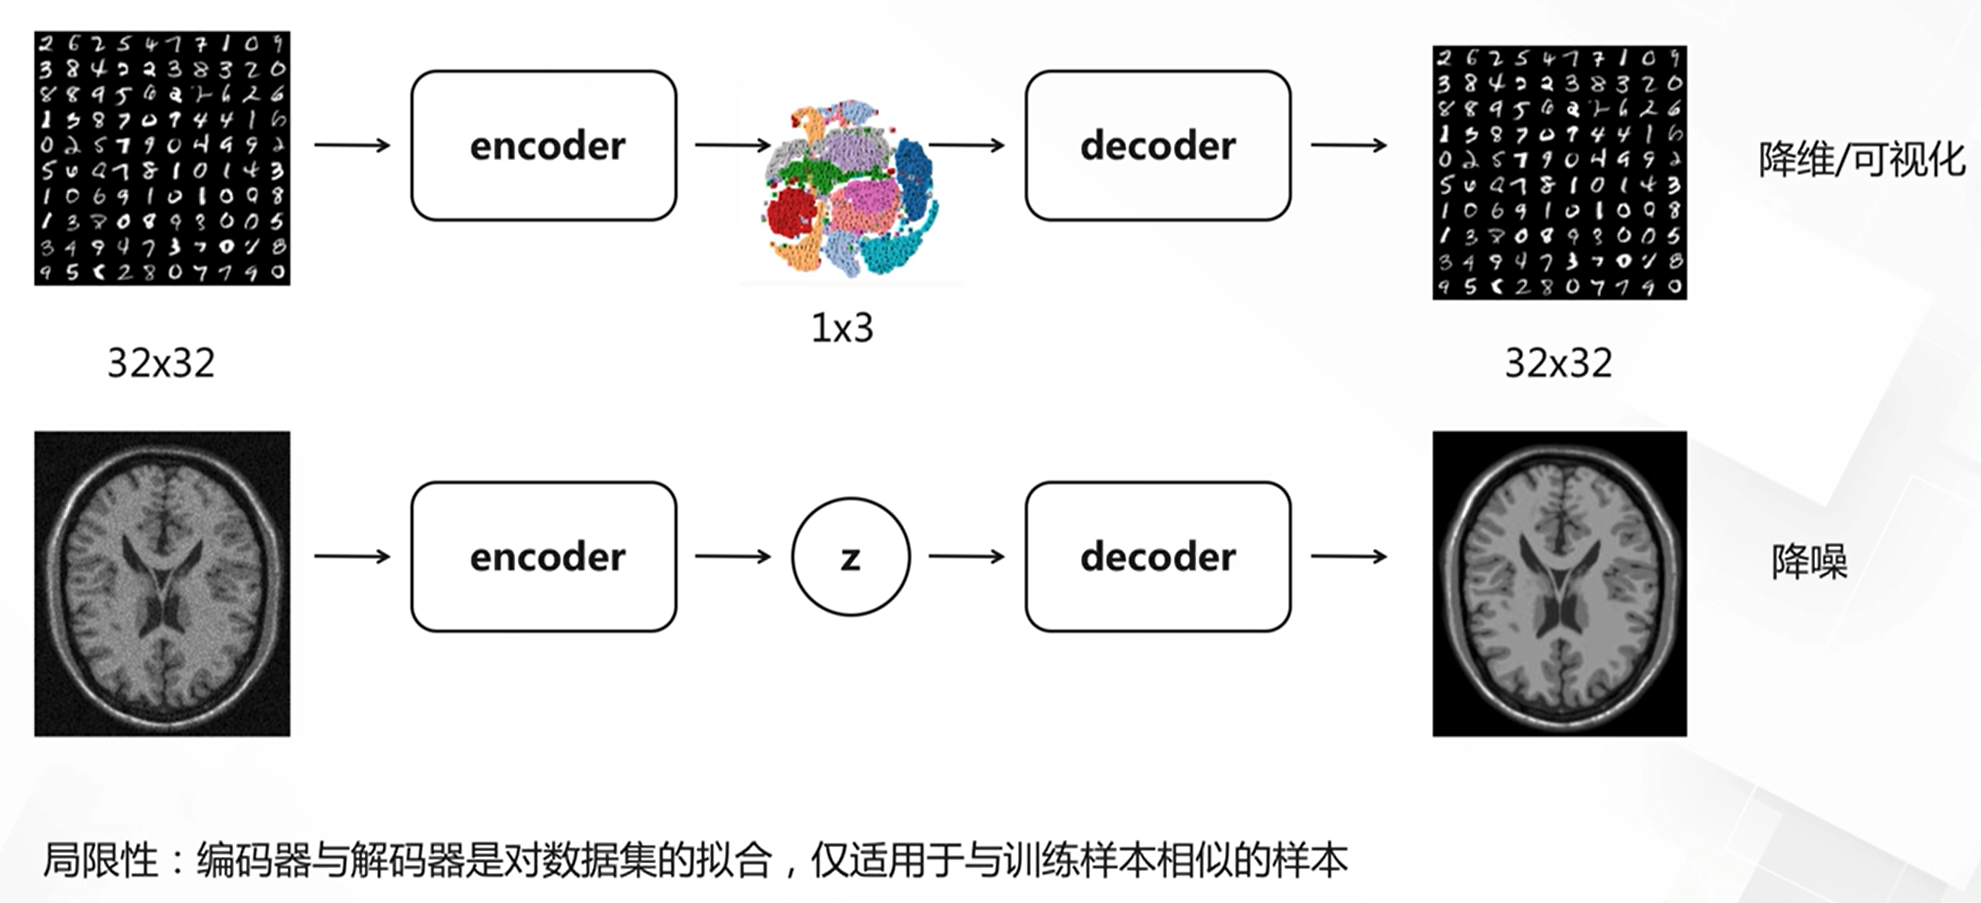 encoder
decoder
降维/可视化
1x3
32x32
32x32
encoder
z
decoder
降噪
局限性：编码器与解码器是对数据集的拟合，仅适用于与训练样本相似的样本